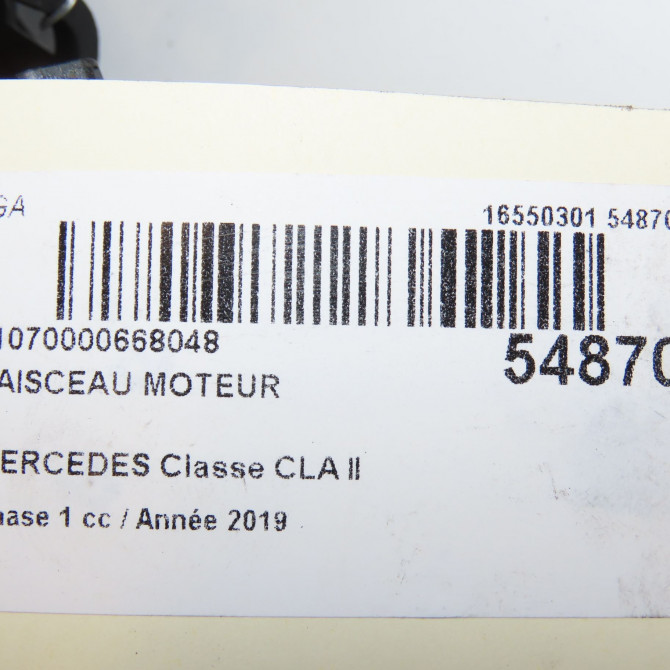 GA
16550301 54870
1070000668048
54870
AISCEAU MOTEUR
ERCEDES Classe CLA II
hase 1 cc / Année 2019